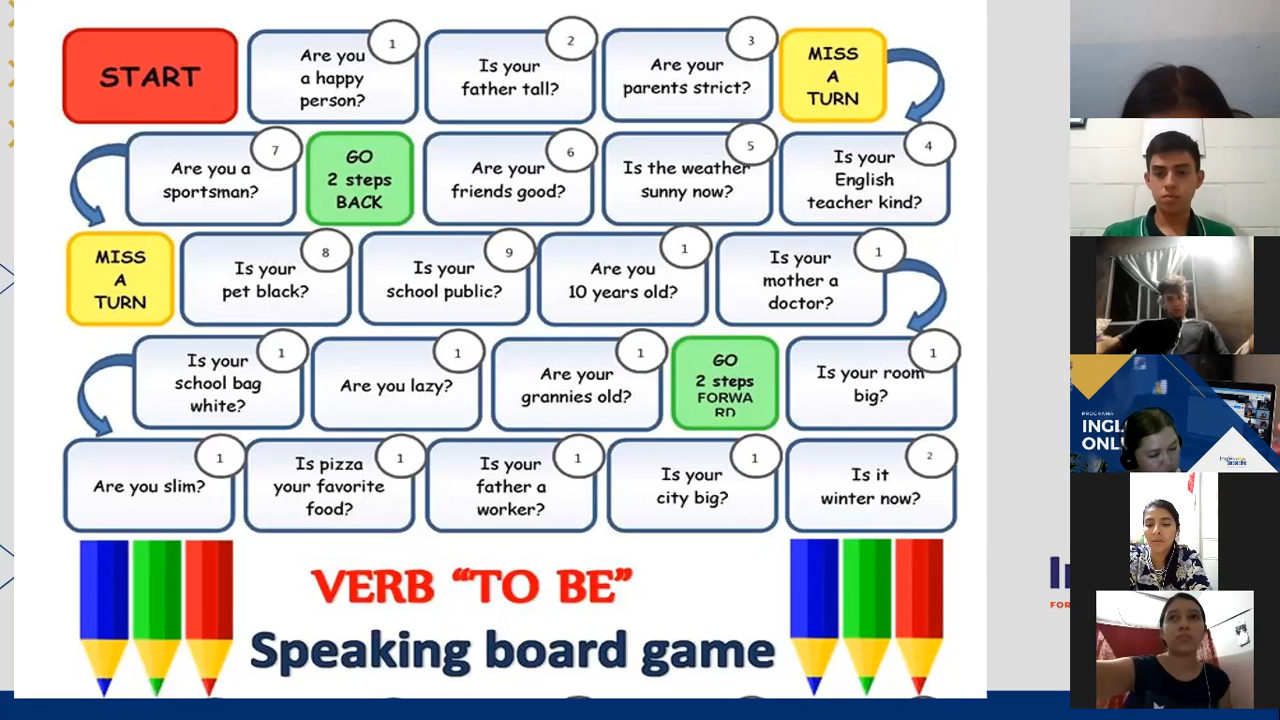 START
1
Are you
a happy
person?
2
Is your
father tall?
3
Are your
parents strict?
MISS
A
TURN
7
Are you a
sportsman?
GO
2 steps
BACK
6
Are your
friends good?
5
Is the weather
sunny now?
4
Is your
English
teacher kind?
MISS
A
TURN
8
Is your
pet black?
9
Is your
school public?
1
Are you
10 years old?
1
Is your
mother a
doctor?
1
Is your
school bag
white?
1
Are you lazy?
1
Are your
grannies old?
GO
2 steps
FORWA
RD
1
Is your room
big?
1
Are you slim?
1
Is pizza
your favorite
food?
1
Is your
father a
worker?
1
Is your
city big?
2
Is it
winter now?
VERB “TO BE”
Speaking board game
PROGRAMA
INGL
ONL
I
FOR